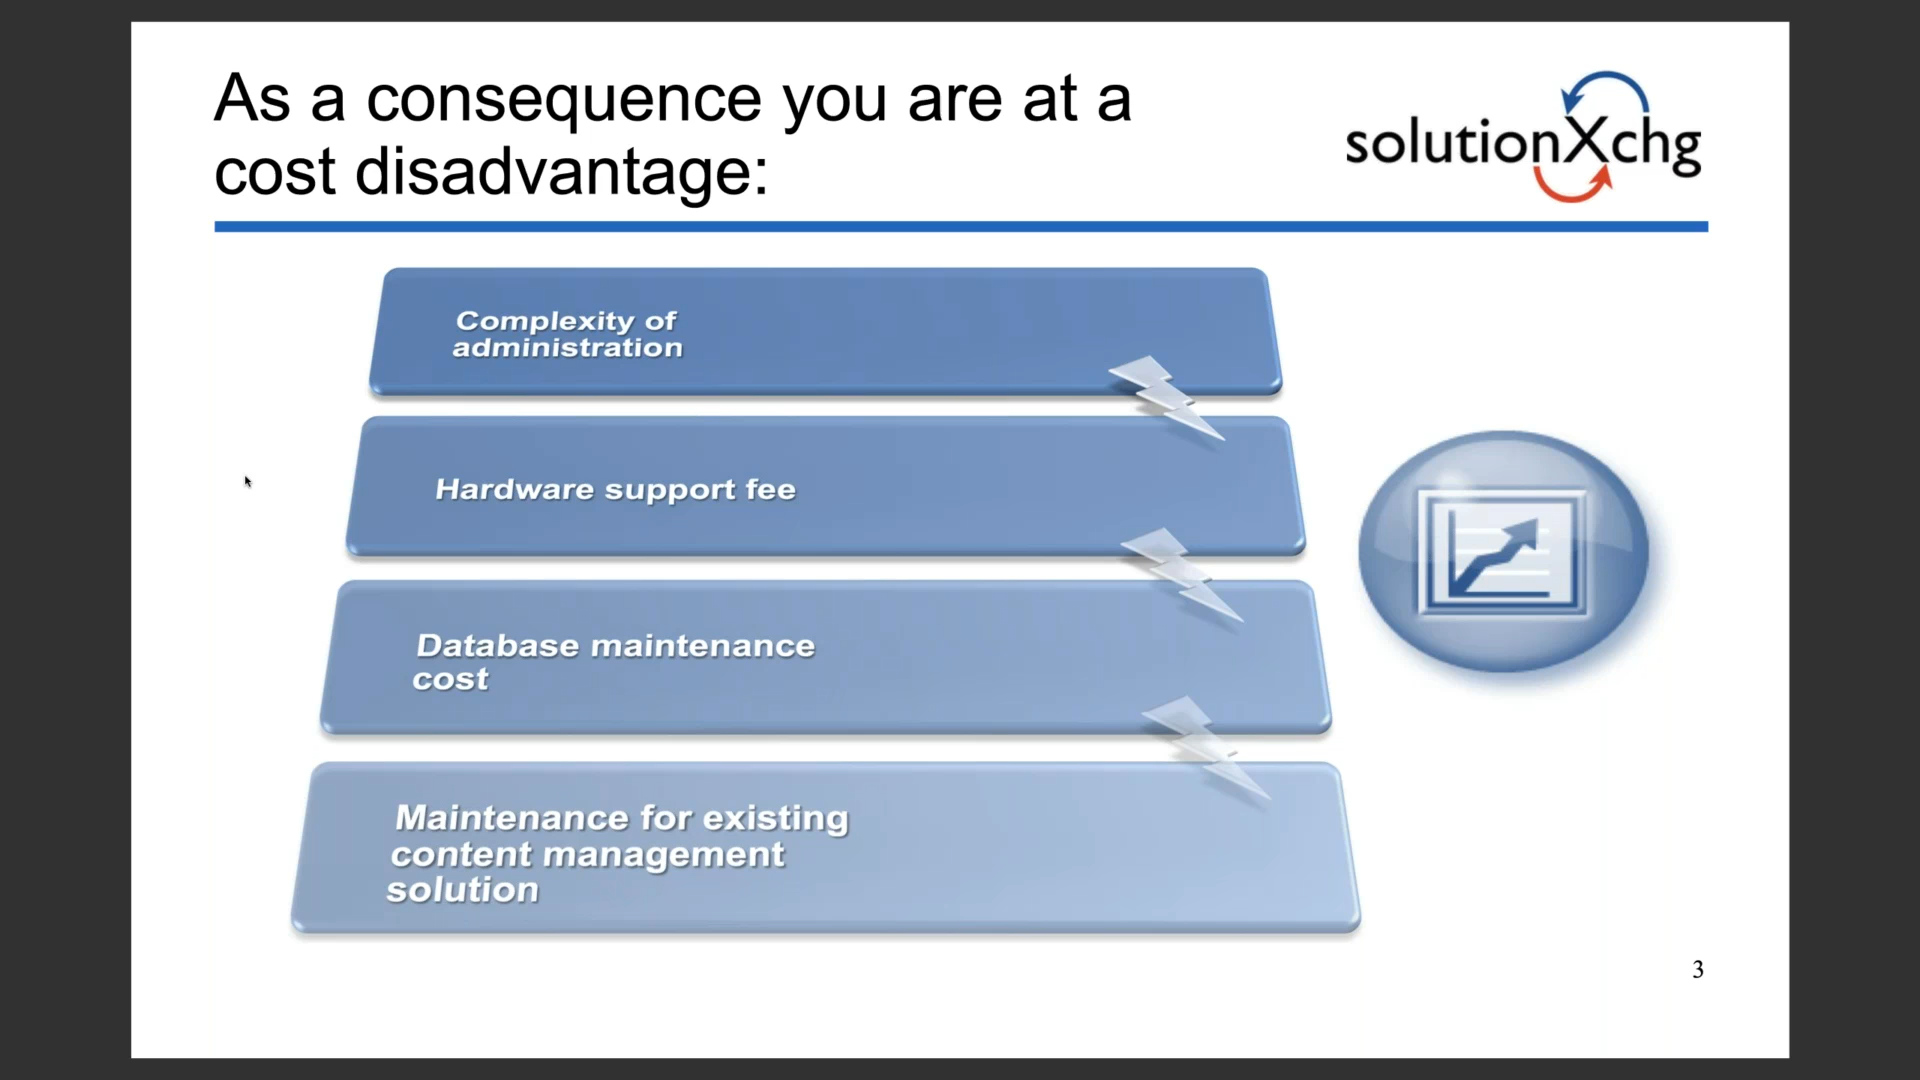 As a consequence you are at a
cost disadvantage:
solutionXchg
Complexity of
administration
Hardware support fee
Database maintenance
cost
Maintenance for existing
content management
solution
3